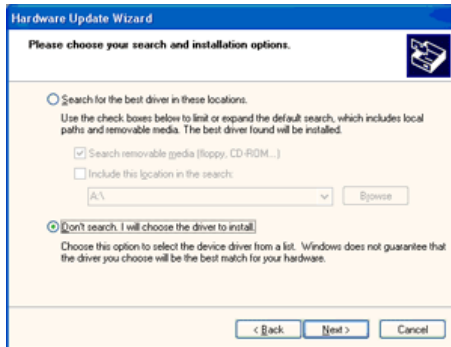 Hardware Update Wizard
Please choose your search and installation options.
Search for the best driver in these locations.
Use the check boxes below to limit or expand the default search, which includes local
paths and removable media. The best driver found will be installed.
Search removable media (floppy, CD-ROM...)
Include this location in the search:
A:\
Browse
Don't search. I will choose the driver to install.
Choose this option to select the device driver from a list. Windows does not guarantee that
the driver you choose will be the best match for your hardware.
< Back Next > Cancel